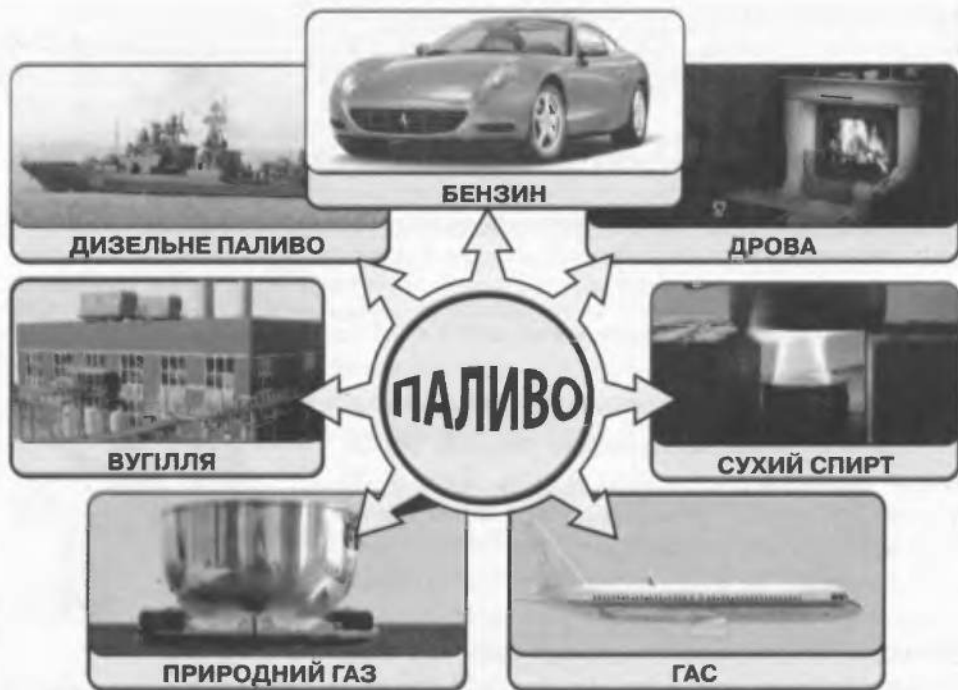 БЕНЗИН
ДИЗЕЛЬНЕ ПАЛИВО
ДРОВА
ПАЛИВО
ВУГІЛЛЯ
СУХИЙ СПИРТ
ПРИРОДНИЙ ГАЗ
ГАС